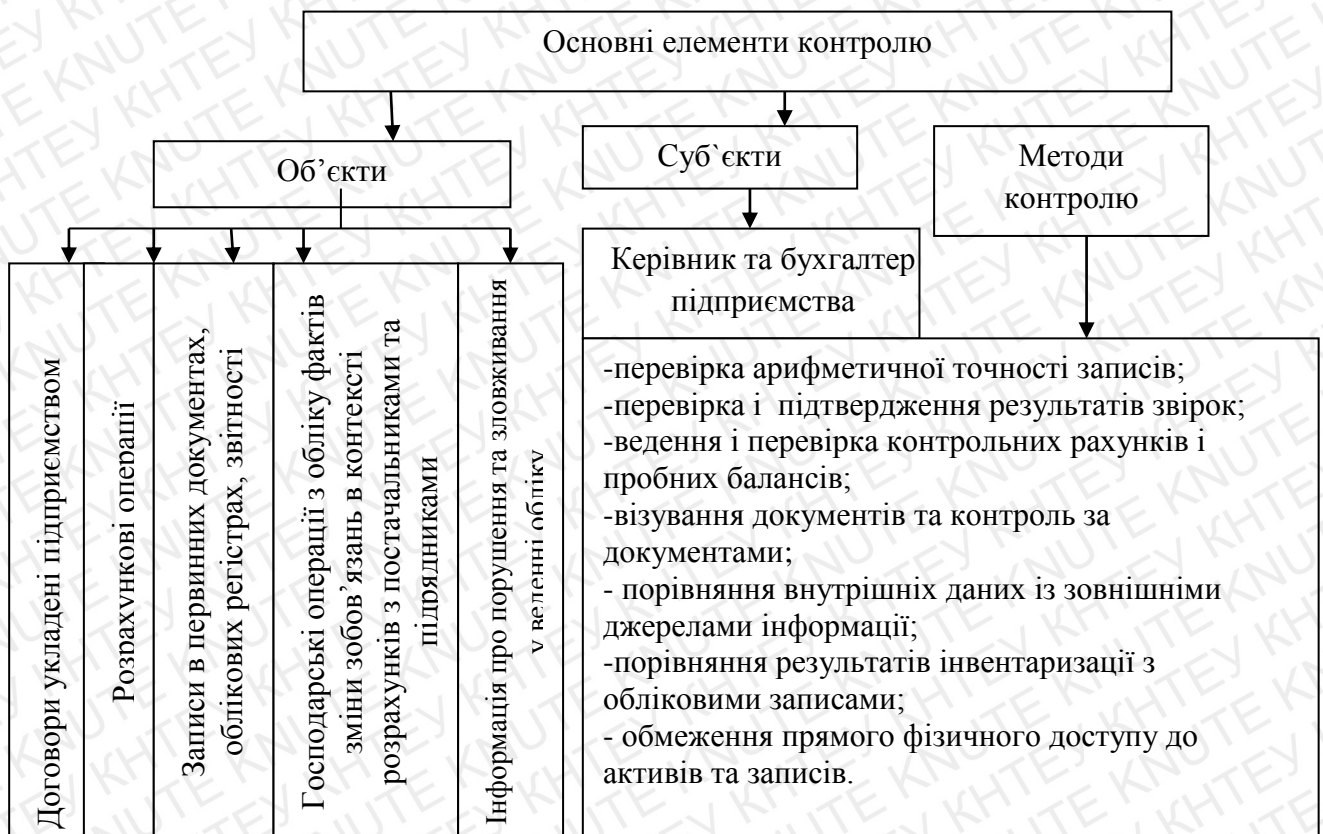 Основні елементи контролю
Об’єкти
Суб`єкти
Методи
контролю
Керівник та бухгалтер
підприємства
Договори укладені підприємством
Розрахункові операції
Записи в первинних документах,
облікових регістрах, звітності
Господарські операції з обліку фактів
зміни зобов’язань в контексті
розрахунків з постачальниками та
підрядниками
Інформація про порушення та зловживання
у веденні обліку
-перевірка арифметичної точності записів;
-перевірка і підтвердження результатів звірок;
-ведення і перевірка контрольних рахунків і
пробних балансів;
-візування документів та контроль за
документами;
- порівняння внутрішніх даних із зовнішніми
джерелами інформації;
-порівняння результатів інвентаризації з
обліковими записами;
- обмеження прямого фізичного доступу до
активів та записів.
KNUTE КНТЕУ